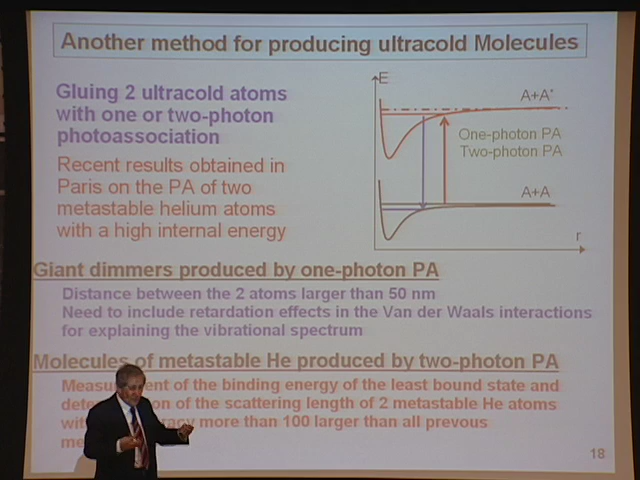 Another method for producing ultracold Molecules
Gluing 2 ultracold atoms
with one or two-photon
photoassociation
Recent results obtained in
Paris on the PA of two
metastable helium atoms
with a high internal energy
E
A+A*
One-photon PA
Two-photon PA
A+A
r
Giant dimmers produced by one-photon PA
Distance between the 2 atoms larger than 50 nm
Need to include retardation effects in the Van der Waals interactions
for explaining the vibrational spectrum
Molecules of metastable He produced by two-photon PA
of the binding energy of the least bound state and
of the scattering length of 2 metastable He atoms
more than 100 larger than all prevous
18